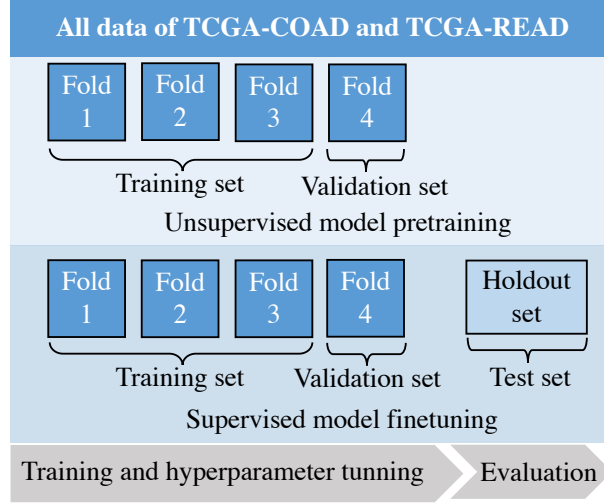 All data of TCGA-COAD and TCGA-READ
Fold 1
Fold 2
Fold 3
Fold 4
Training set
Validation set
Unsupervised model pretraining
Fold 1
Fold 2
Fold 3
Fold 4
Holdout set
Training set
Validation set
Test set
Supervised model finetuning
Training and hyperparameter tunning
Evaluation